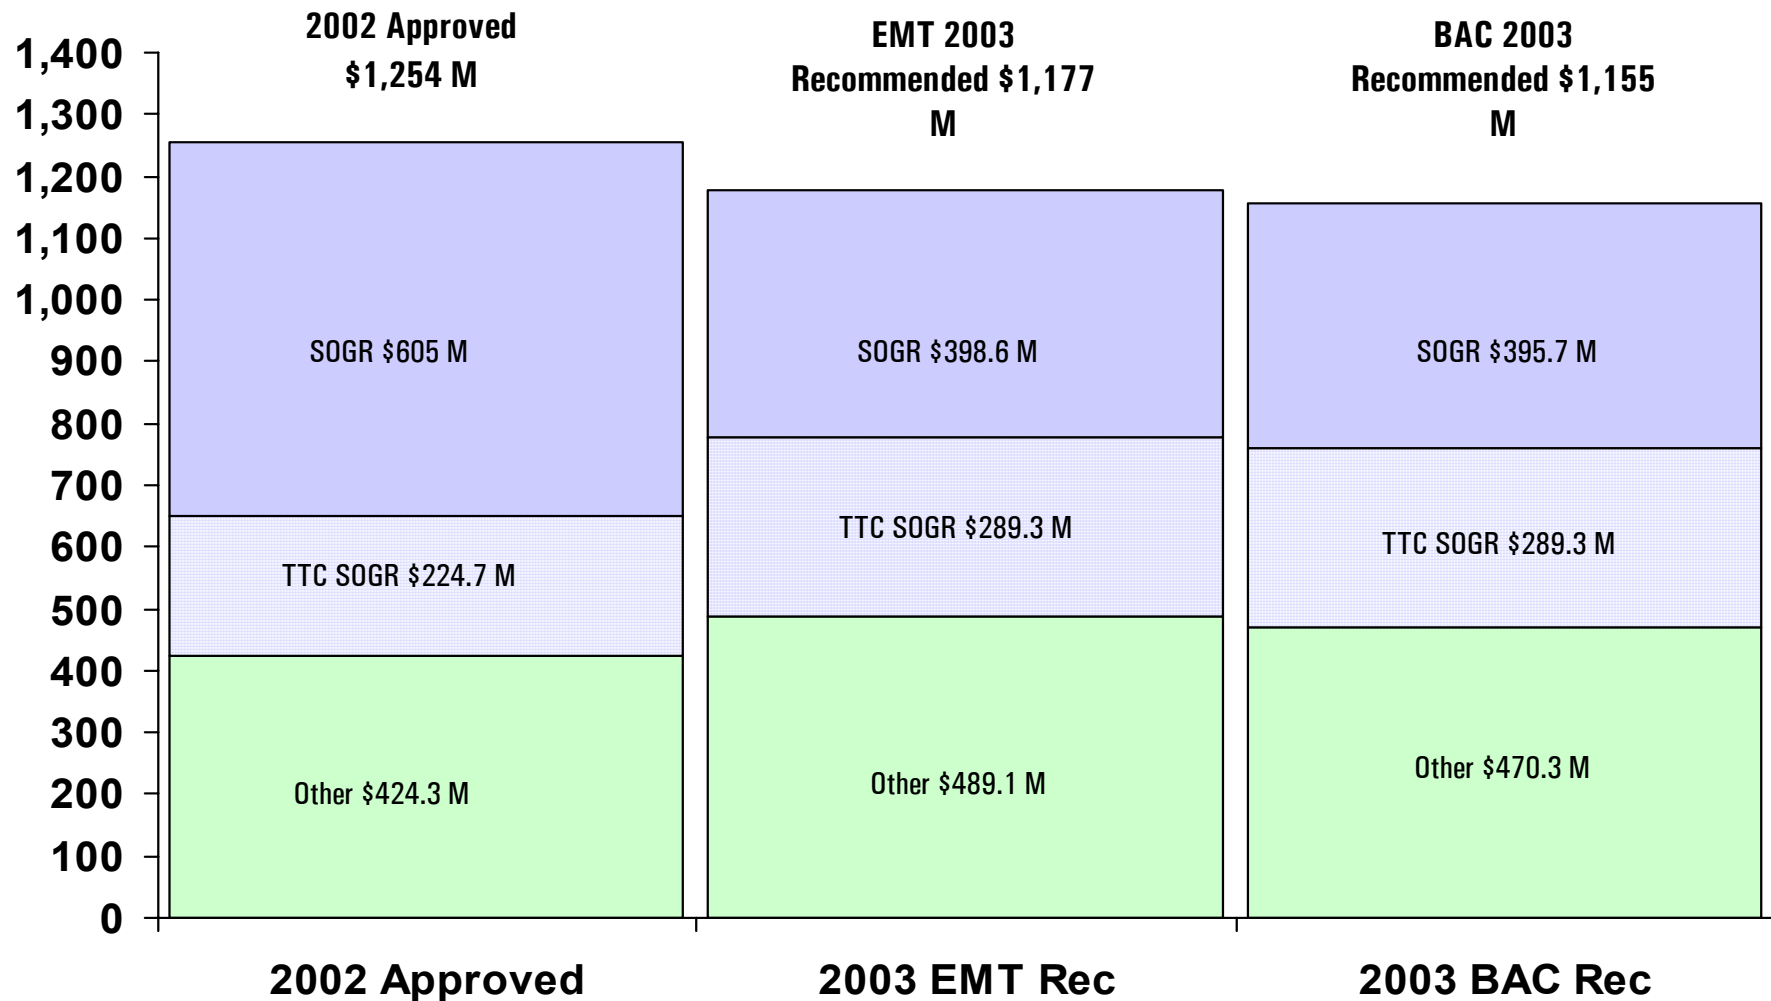 2002 Approved
$1,254 M
EMT 2003
Recommended $1,177
M
BAC 2003
Recommended $1,155
M
1,400
1,300
1,200
1,100
1,000
900
800
700
600
500
400
300
200
100
0
SOGR $605 M
TTC SOGR $224.7 M
Other $424.3 M
SOGR $398.6 M
TTC SOGR $289.3 M
Other $489.1 M
SOGR $395.7 M
TTC SOGR $289.3 M
Other $470.3 M
2002 Approved
2003 EMT Rec
2003 BAC Rec